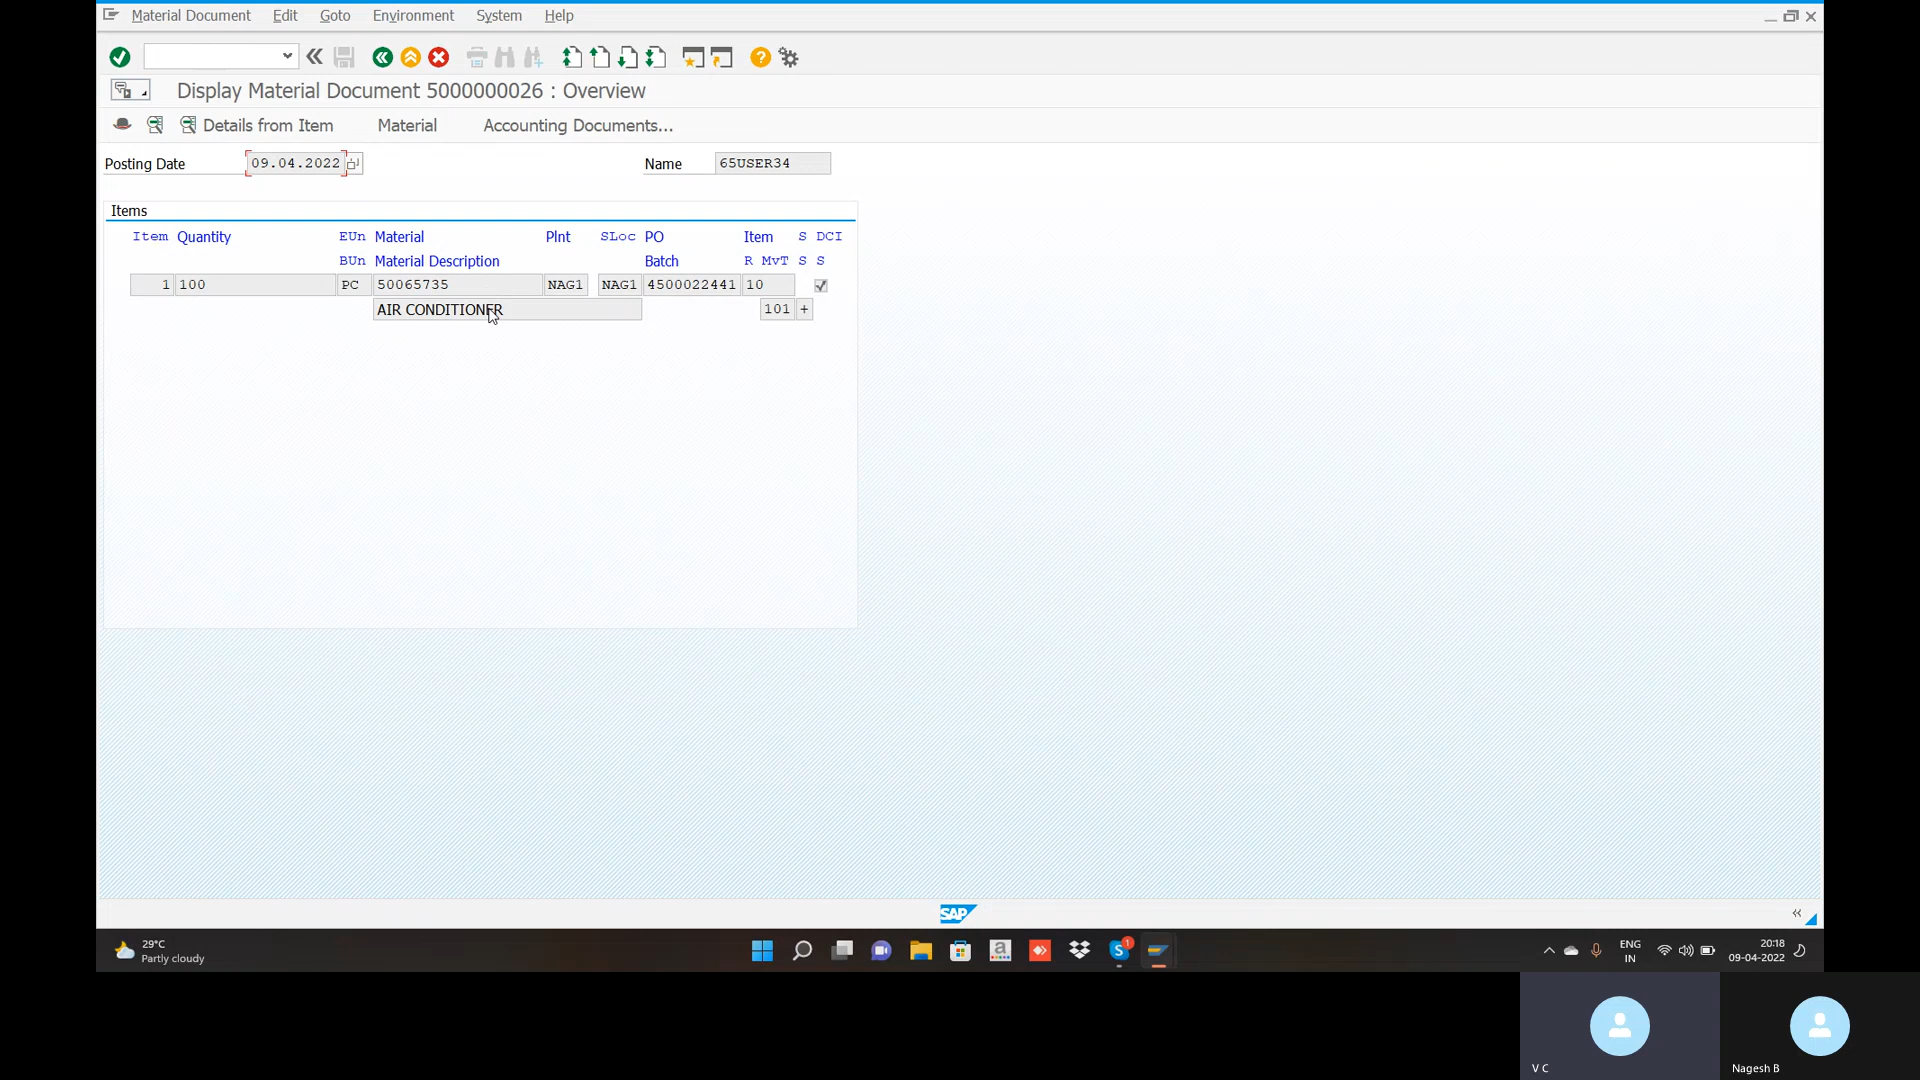 Material Document Edit Goto Environment System Help
Display Material Document 5000000026 : Overview
Details from Item Material Accounting Documents...
Posting Date 09.04.2022 Name 65USER34
Items
Item Quantity EUn Material Plnt SLoc PO Item S DCI
BUn Material Description Batch R MvT S S
1 100 PC 50065735 NAG1 NAG1 4500022441 10
AIR CONDITIONER 101 +
SAP
29°C
Partly cloudy
a
S 1
ENG
IN
20:18
09-04-2022
V C
Nagesh B